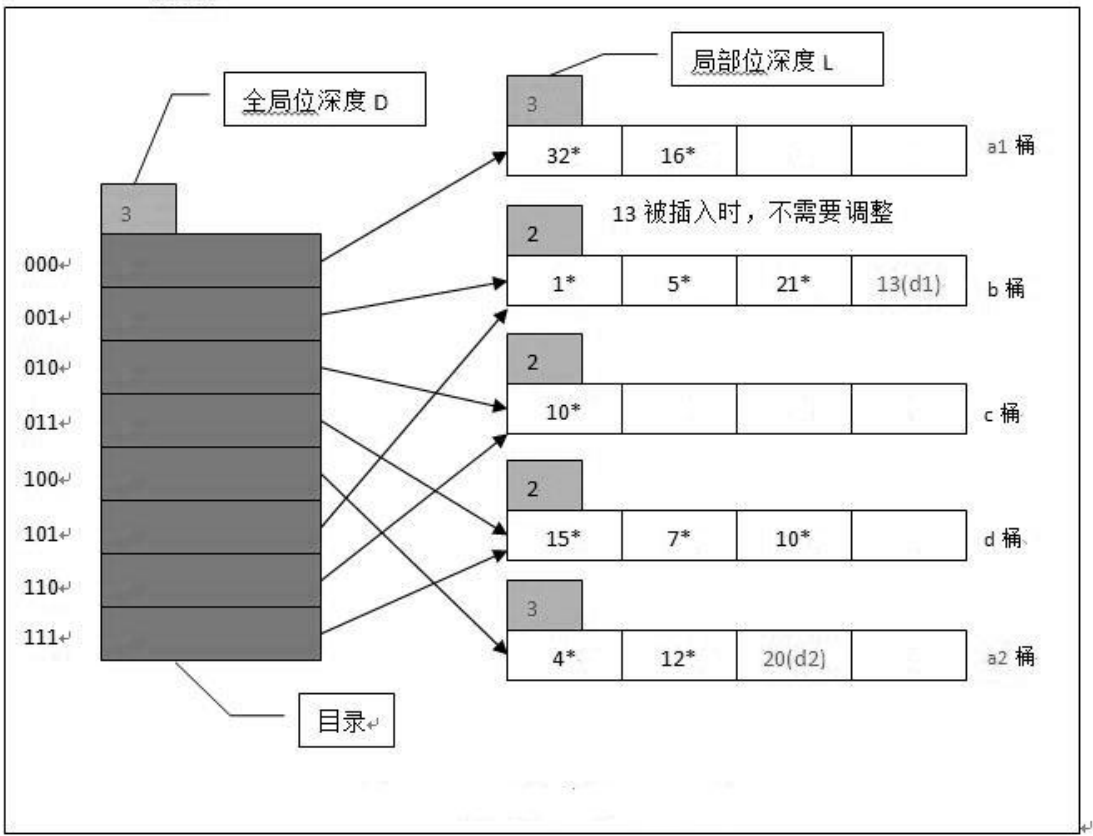 局部位深度 L
全局位深度 D
3
32* 16*
a1 桶
3
13 被插入时，不需要调整
2
1* 5* 21* 13(d1)
b 桶
000
001
010
011
100
101
110
111
2
10*
c 桶
2
15* 7* 10*
d 桶
3
4* 12* 20(d2)
a2 桶
目录